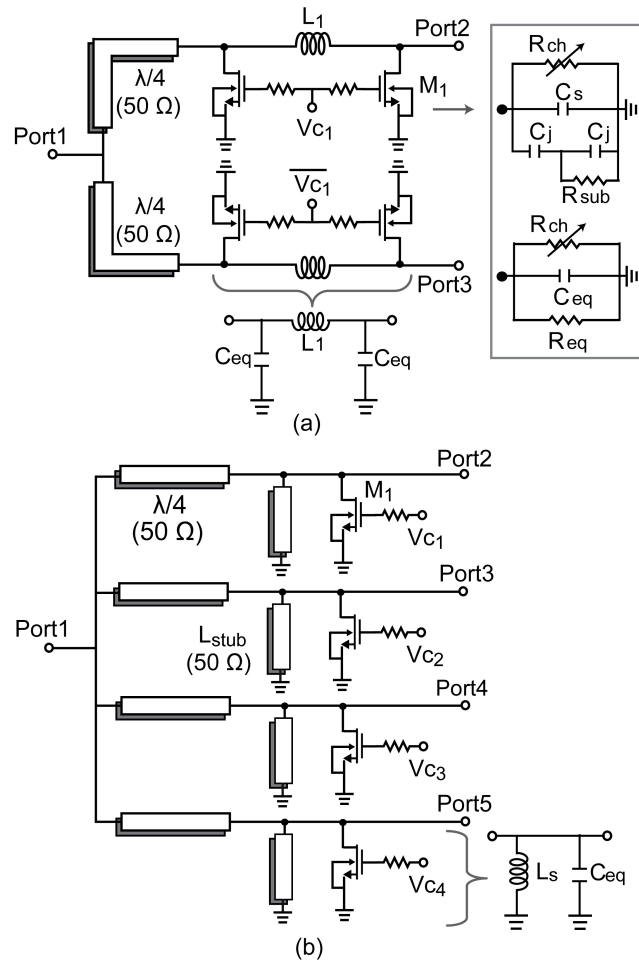 L1
Port2
λ/4
(50 Ω)
M1
Vc1
Port1
Vc1
λ/4
(50 Ω)
Port3
L1
Ceq
Ceq
(a)
Rch
Cs
Cj
Cj
Rsub
Rch
Ceq
Req
Port2
λ/4
(50 Ω)
M1
Vc1
Port3
Port1
Lstub
(50 Ω)
Vc2
Port4
Vc3
Port5
Vc4
Ls
Ceq
(b)